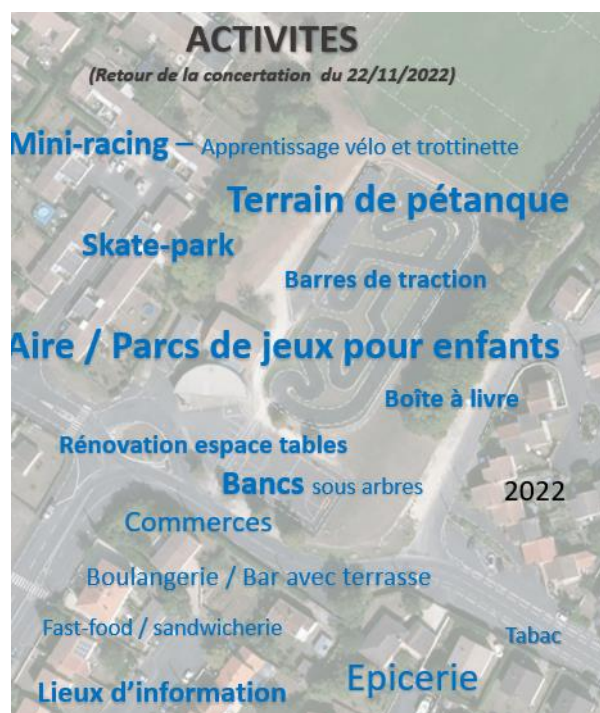 ACTIVITES
(Retour de la concertation du 22/11/2022)
Mini-racing – Apprentissage vélo et trottinette
Terrain de pétanque
Skate-park
Barres de traction
Aire / Parcs de jeux pour enfants
Boîte à livre
Rénovation espace tables
Bancs sous arbres
2022
Commerces
Boulangerie / Bar avec terrasse
Fast-food / sandwicherie
Tabac
Epicerie
Lieux d’information